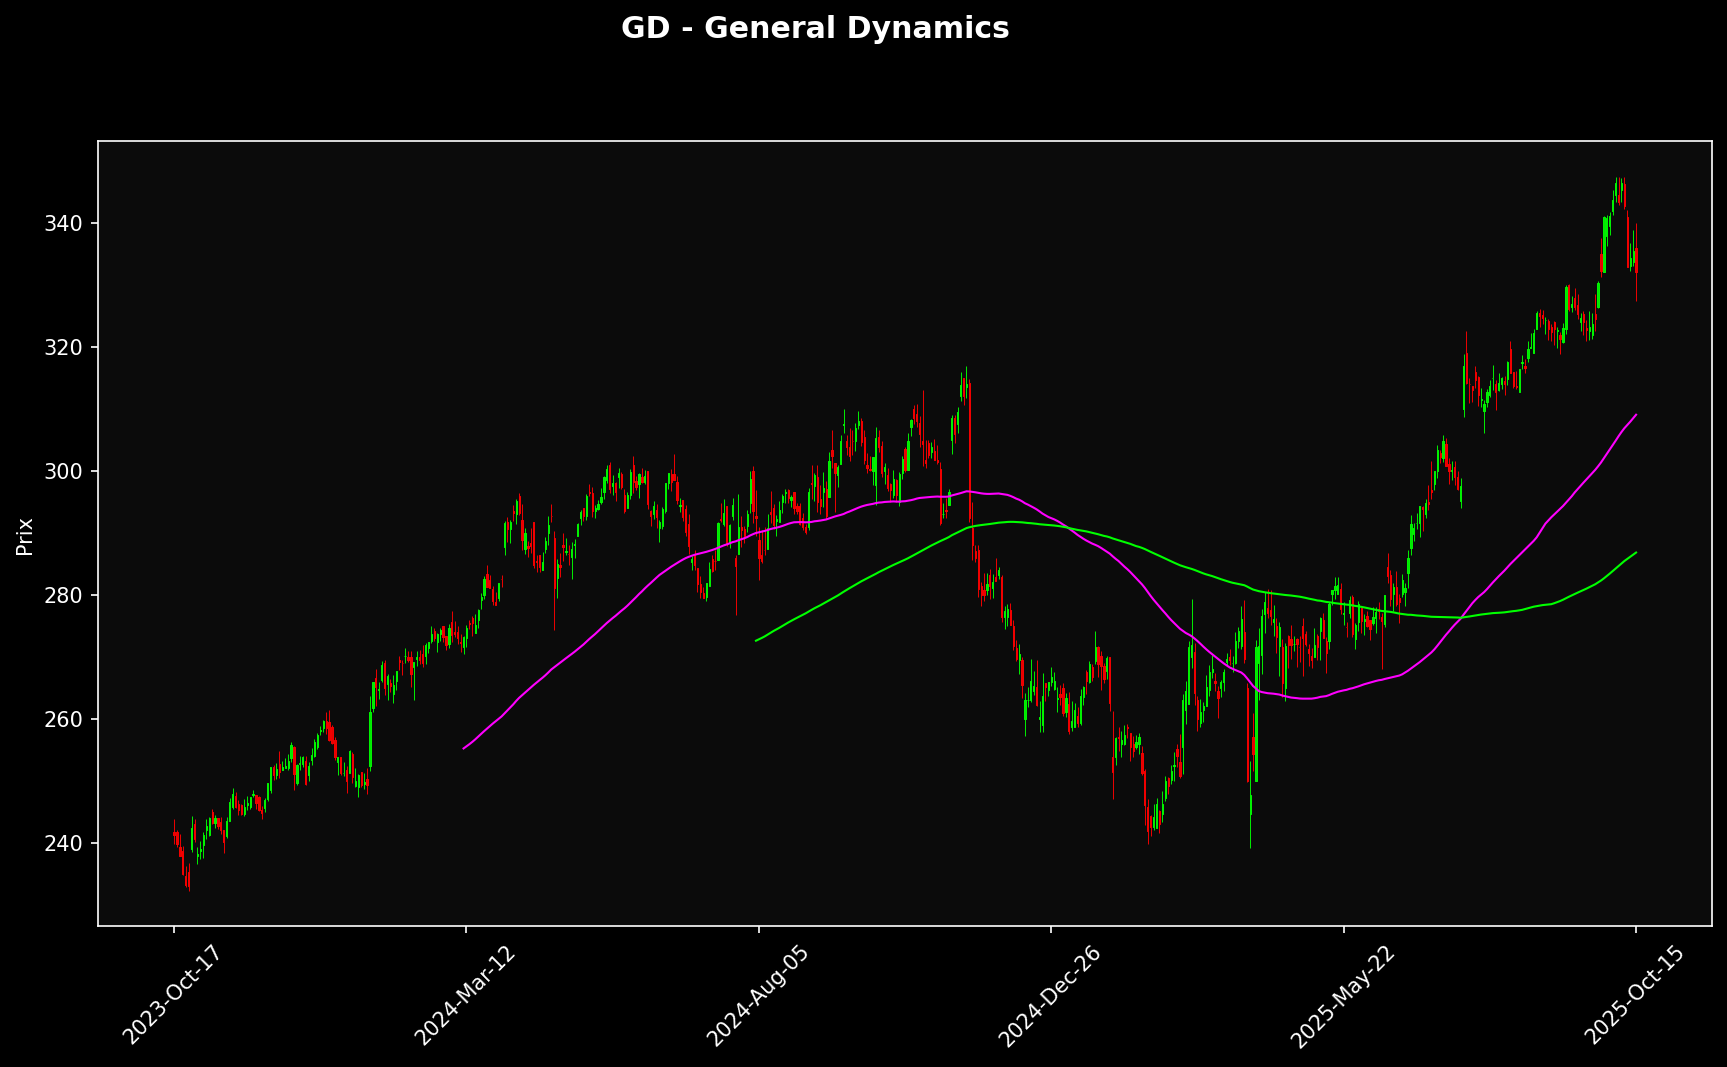 GD - General Dynamics
Prix
340
320
300
280
260
240
2023-Oct-17
2024-Mar-12
2024-Aug-05
2024-Dec-26
2025-May-22
2025-Oct-15